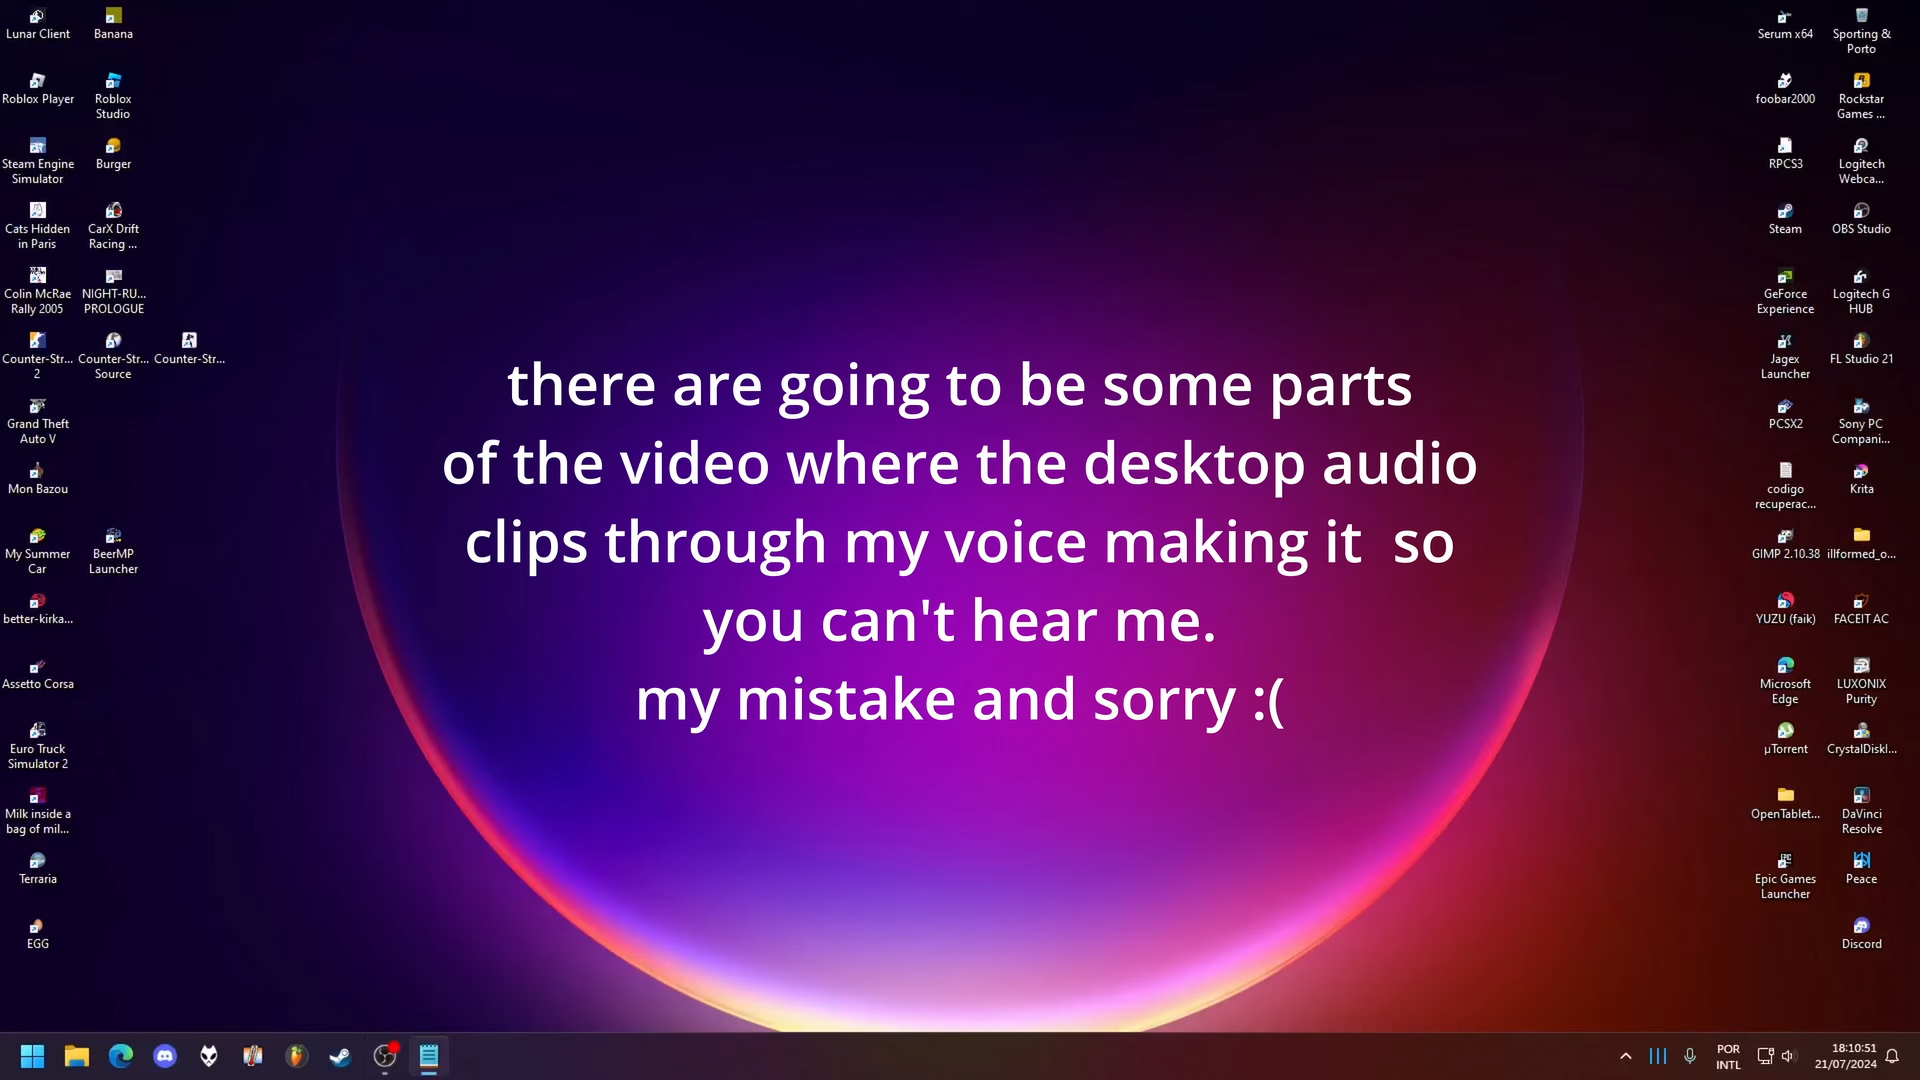 Lunar Client
Banana
Roblox Player
Roblox
Studio
Steam Engine
Simulator
Burger
Cats Hidden
in Paris
CarX Drift
Racing ...
Colin McRae
Rally 2005
NIGHT-RU...
PROLOGUE
Counter-Str...
2
Counter-Str...
Source
Counter-Str...
Grand Theft
Auto V
Mon Bazou
My Summer
Car
BeerMP
Launcher
better-kirka...
Assetto Corsa
Euro Truck
Simulator 2
Milk inside a
bag of mil...
Terraria
EGG
there are going to be some parts
of the video where the desktop audio
clips through my voice making it  so
you can't hear me.
my mistake and sorry :(
Serum x64
Sporting &
Porto
foobar2000
Rockstar
Games ...
RPCS3
Logitech
Webca...
Steam
OBS Studio
GeForce
Experience
Logitech G
HUB
Jagex
Launcher
FL Studio 21
PCSX2
Sony PC
Compani...
codigo
recuperac...
Krita
GIMP 2.10.38
illformed_o...
YUZU (faik)
FACEIT AC
Microsoft
Edge
LUXONIX
Purity
µTorrent
CrystalDiskI...
OpenTablet...
DaVinci
Resolve
Epic Games
Launcher
Peace
Discord
POR
INTL
18:10:51
21/07/2024